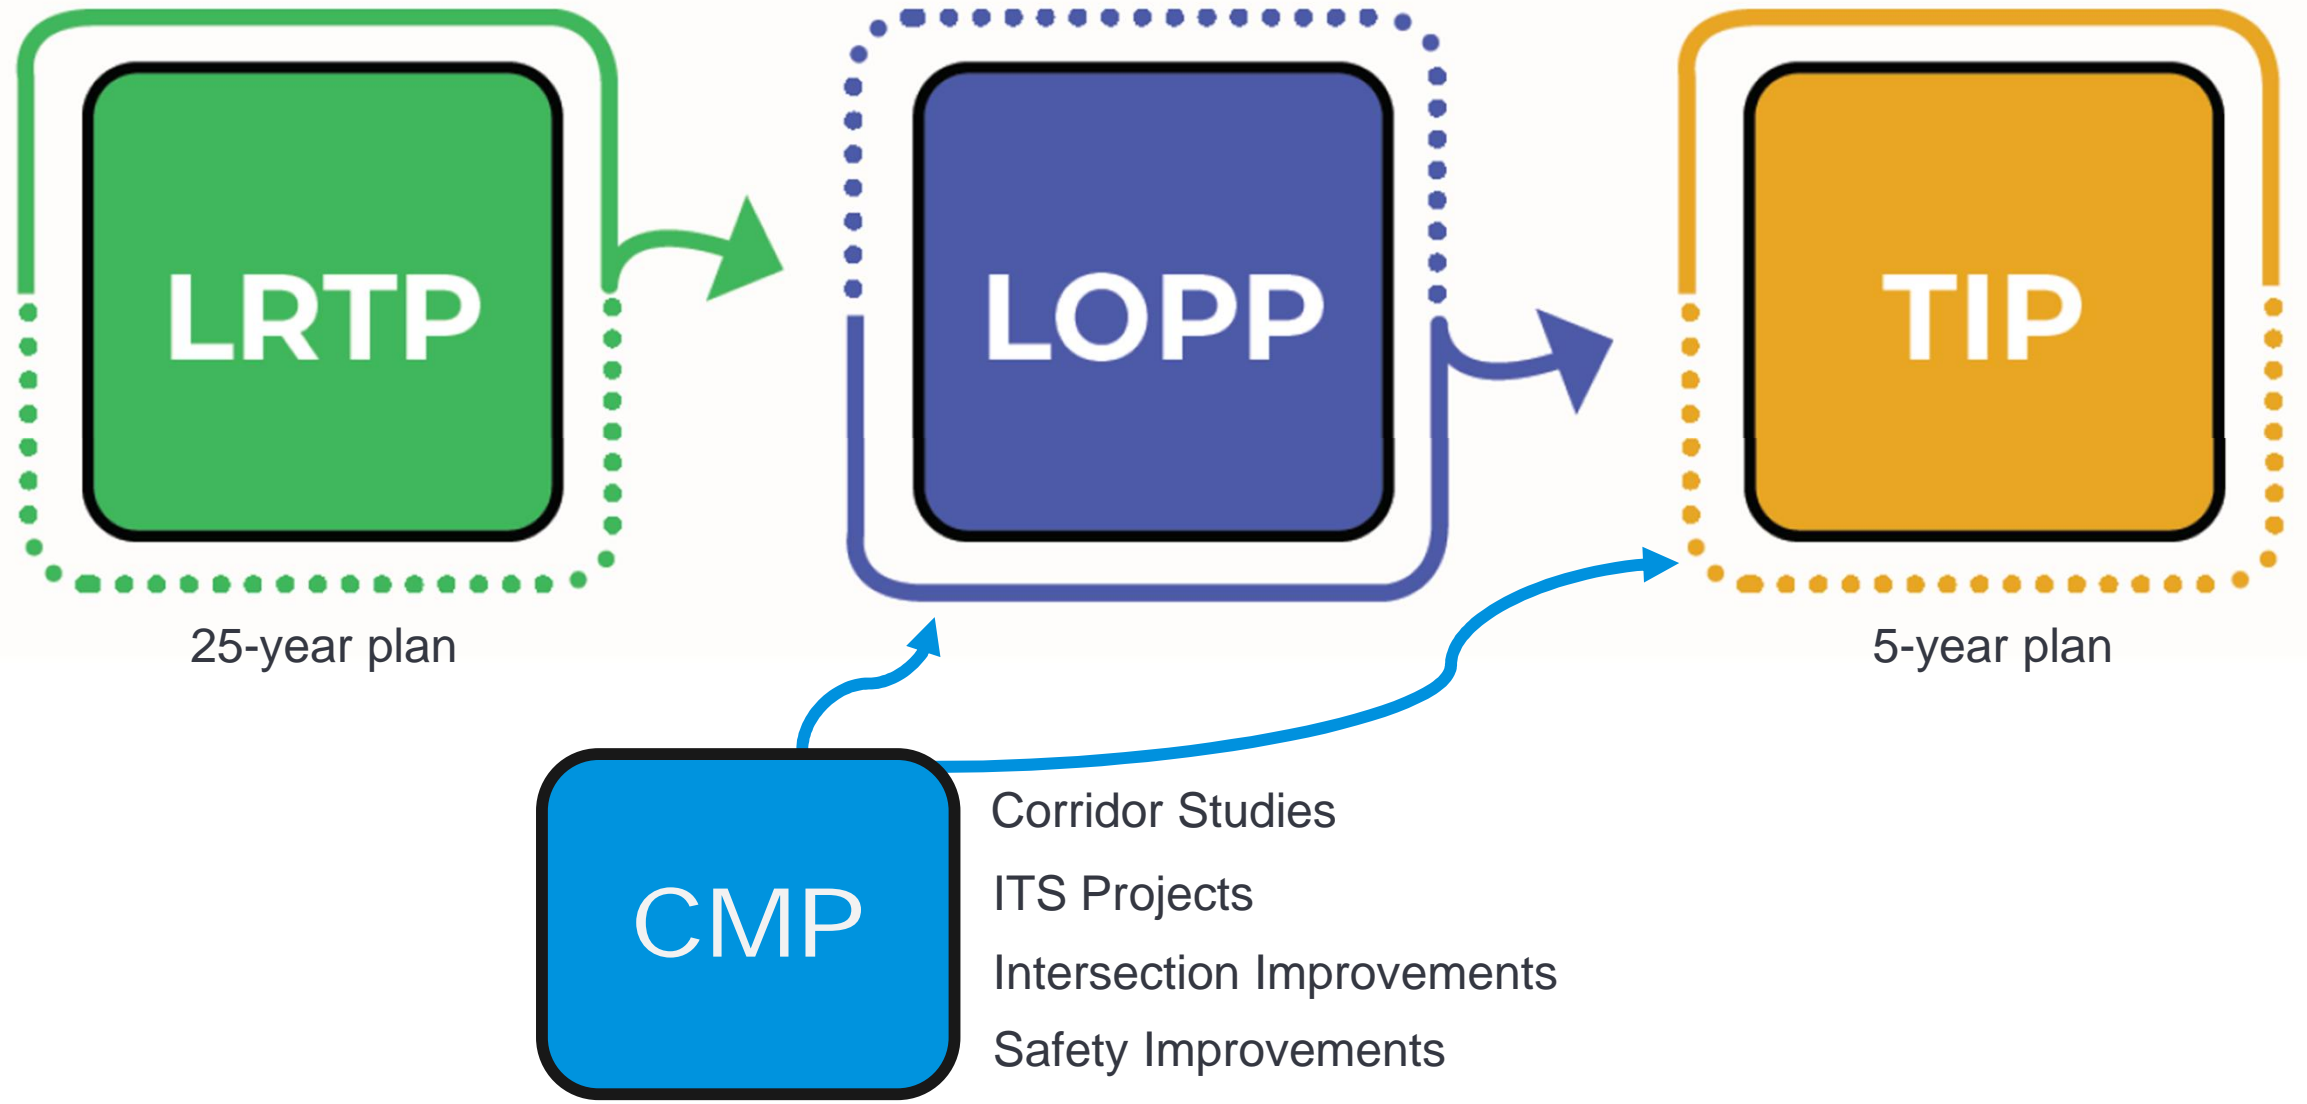 LRTP
LOPP
TIP
25-year plan
5-year plan
CMP
Corridor Studies
ITS Projects
Intersection Improvements
Safety Improvements